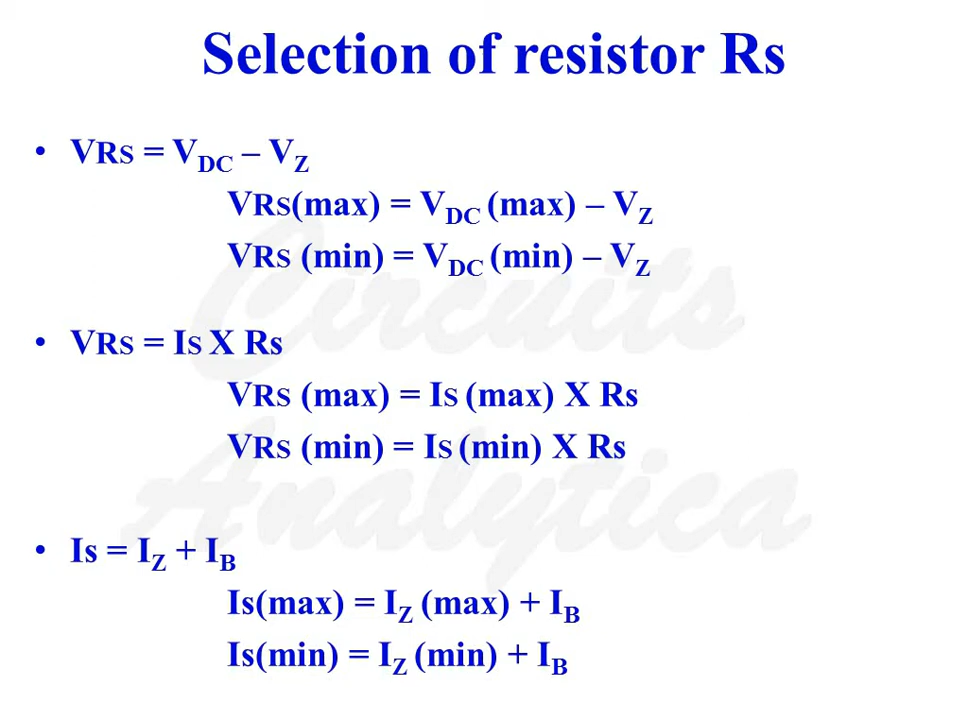 Selection of resistor Rs
• VRS = VDC – VZ
VRS(max) = VDC (max) – VZ
VRS (min) = VDC (min) – VZ
• VRS = IS X Rs
VRS (max) = IS (max) X Rs
VRS (min) = IS (min) X Rs
• Is = IZ + IB
Is(max) = IZ (max) + IB
Is(min) = IZ (min) + IB
Circuits
Analytica